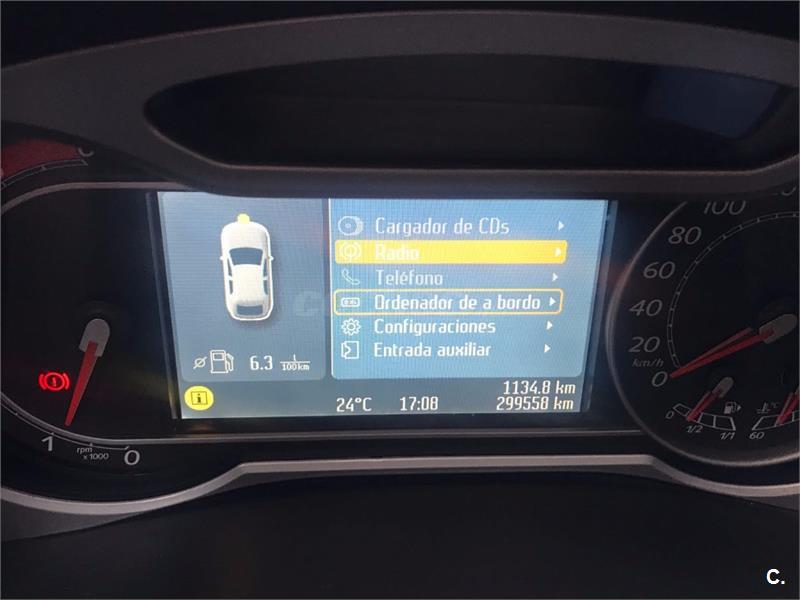 Cargador de CDs
Radio
Teléfono
Ordenador de a bordo
Configuraciones
Entrada auxiliar
6.3 l/100km
1134.8 km
24°C 17:08 299558 km
1 rpm x1000 0
100
80
60
40
20
km/h
0
0 1/2 1/1
60
°C
C.